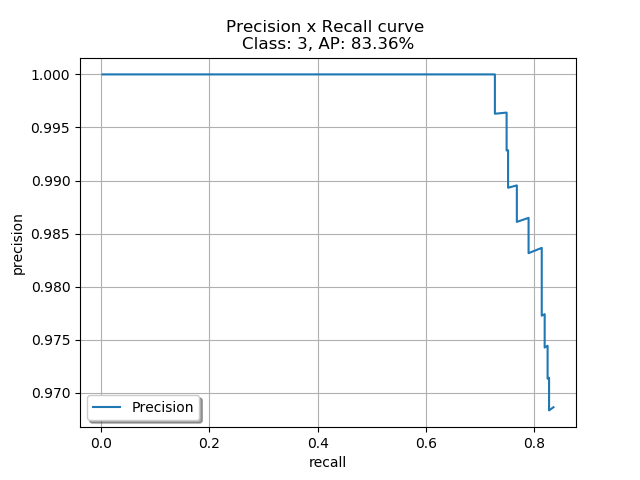 Precision x Recall curve
Class: 3, AP: 83.36%
1.000
0.995
0.990
0.985
0.980
0.975
0.970
precision
Precision
0.0 0.2 0.4 0.6 0.8
recall